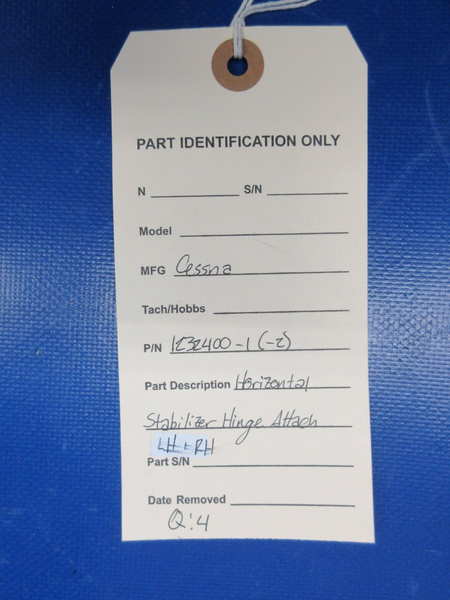 PART IDENTIFICATION ONLY
N S/N
Model
MFG Cessna
Tach/Hobbs
P/N 1232400-1 (-2)
Part Description Horizontal
Stabilizer Hinge Attach
LH & RH
Part S/N
Date Removed
Q:4